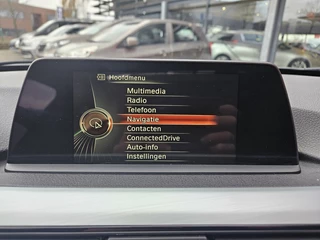 Hoofdmenu
Multimedia
Radio
Telefoon
Navigatie
Contacten
ConnectedDrive
Auto-info
Instellingen